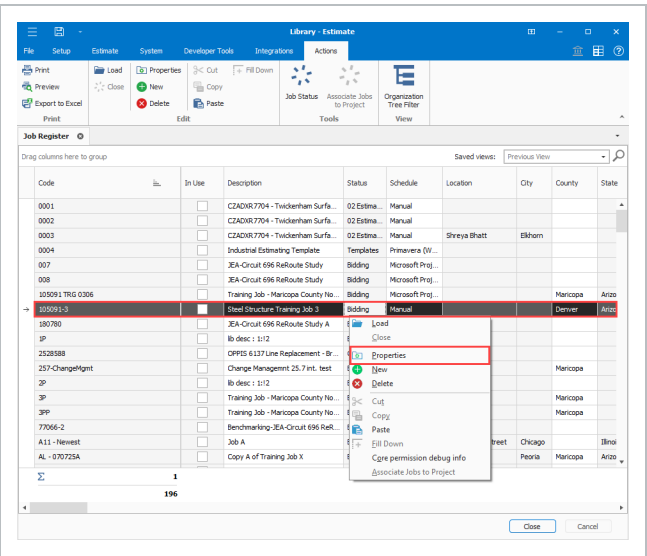 Library - Estimate
File Setup Estimate System Developer Tools Integrations Actions
Print Load Properties Cut Fill Down
Preview Close New Copy
Export to Excel Delete Paste
Job Status Associate Jobs to Project Organization Tree Filter
Print Edit Tools View
Job Register
Drag columns here to group Saved views: Previous View
Code In Use Description Status Schedule Location City County State
0001 CZADXR7704 - Twickenham Surfa... 02 Estima... Manual
0002 CZADXR7704 - Twickenham Surfa... 02 Estima... Manual
0003 CZADXR7704 - Twickenham Surfa... 02 Estima... Manual Shreya Bhatt Elkhorn
0004 Industrial Estimating Template Templates Primavera (W...
007 JEA-Circuit 696 ReRoute Study Bidding Microsoft Proj...
008 JEA-Circuit 696 ReRoute Study Bidding Microsoft Proj...
105091 TRG 0306 Training Job - Maricopa County No... Bidding Microsoft Proj... Maricopa Arizo
105091-3 Steel Structure Training Job 3 Bidding Manual Denver Arizo
180780 JEA-Circuit 696 ReRoute Study A
1P lib desc : 1:!2
2528588 OPPIS 6137 Line Replacement - Br...
257-ChangeMgmt Change Managemnt 25.7 int. test Maricopa
2P lib desc : 1:!2
3P Training Job - Maricopa County No... Maricopa
3PP Training Job - Maricopa County No... Maricopa
77066-2 Benchmarking-JEA-Circuit 696 ReR...
A11 - Newest Job A treet Chicago Illinoi
AL - 070725A Copy A of Training Job X Peoria Maricopa Arizo
Load
Close
Properties
New
Delete
Cut
Copy
Paste
Fill Down
Core permission debug info
Associate Jobs to Project
Σ 1
196
Close Cancel